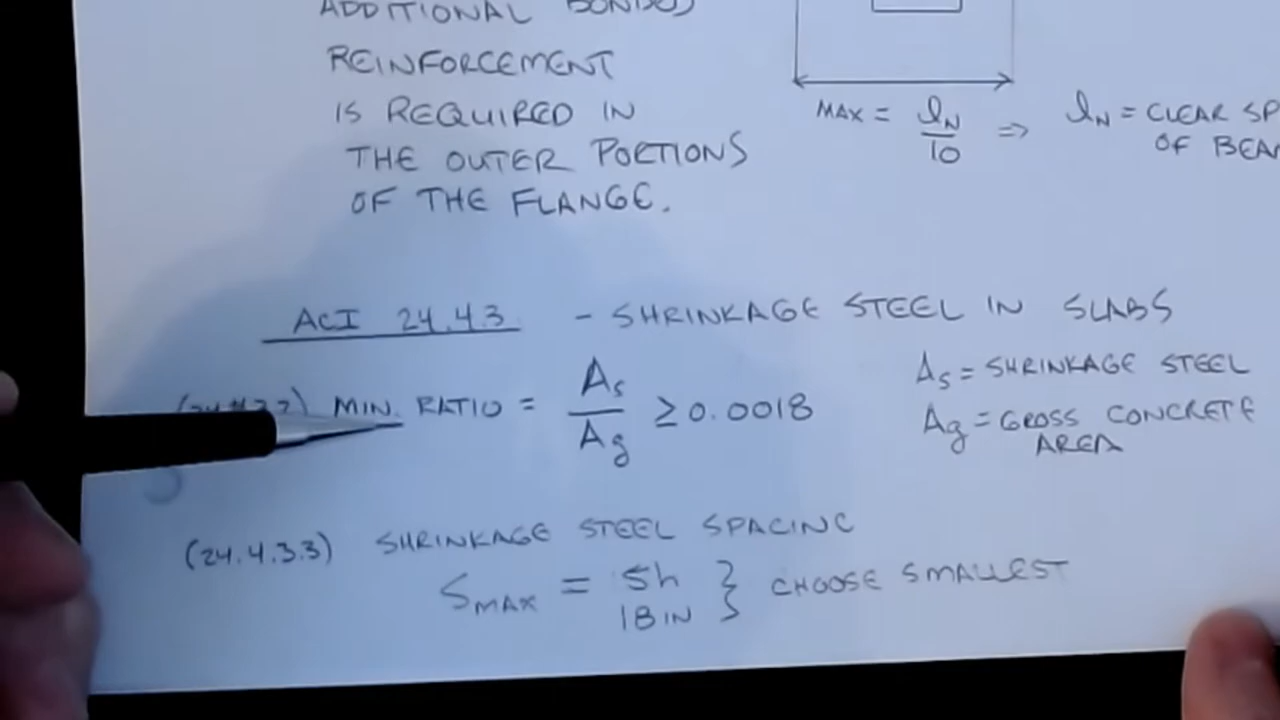 ADDITIONAL BONDED
REINFORCEMENT
IS REQUIRED IN
THE OUTER PORTIONS
OF THE FLANGE.
MAX = ℓN/10 ⇒ ℓN = CLEAR
OF
ACI 24.4.3 - SHRINKAGE STEEL IN SLABS
MIN. RATIO = As/Ag ≥ 0.0018
As = SHRINKAGE STEEL
Ag = GROSS CONCRETE
AREA
(24.4.3.3) SHRINKAGE STEEL SPACING
SMAX = 5h } CHOOSE SMALLEST
18 IN